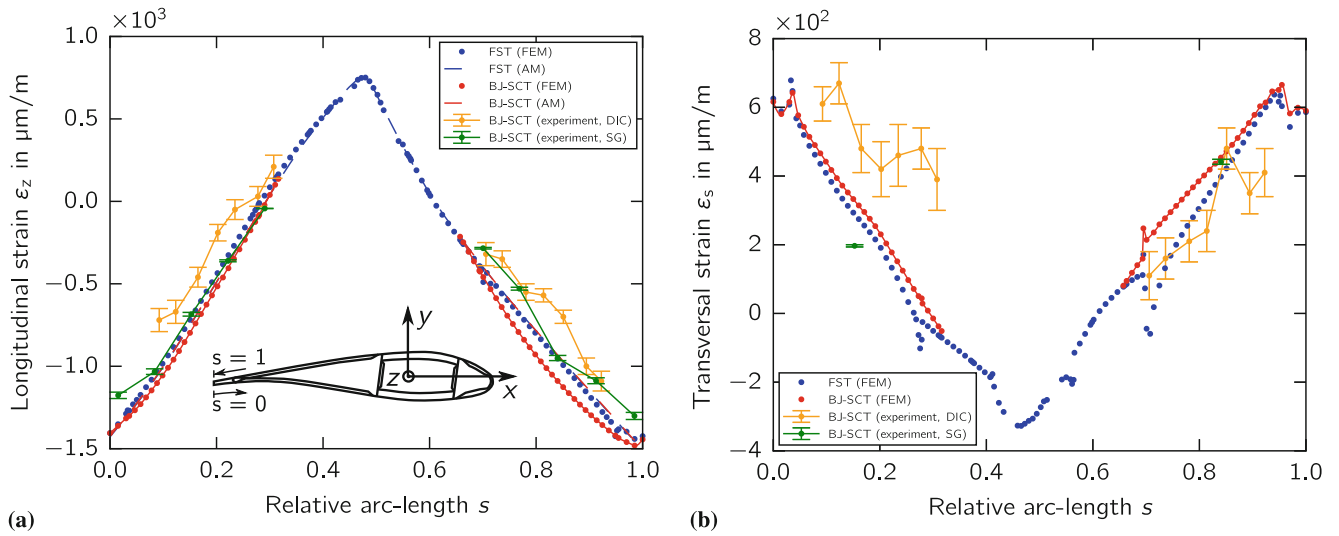 ×10³
Longitudinal strain εz in µm/m
1.0
0.5
0.0
−0.5
−1.0
−1.5
FST (FEM)
FST (AM)
BJ-SCT (FEM)
BJ-SCT (AM)
BJ-SCT (experiment, DIC)
BJ-SCT (experiment, SG)
y
s = 1
z
x
s = 0
0.0 0.2 0.4 0.6 0.8 1.0
Relative arc-length s
(a)
×10²
Transversal strain εs in µm/m
8
6
4
2
0
−2
−4
FST (FEM)
BJ-SCT (FEM)
BJ-SCT (experiment, DIC)
BJ-SCT (experiment, SG)
0.0 0.2 0.4 0.6 0.8 1.0
Relative arc-length s
(b)